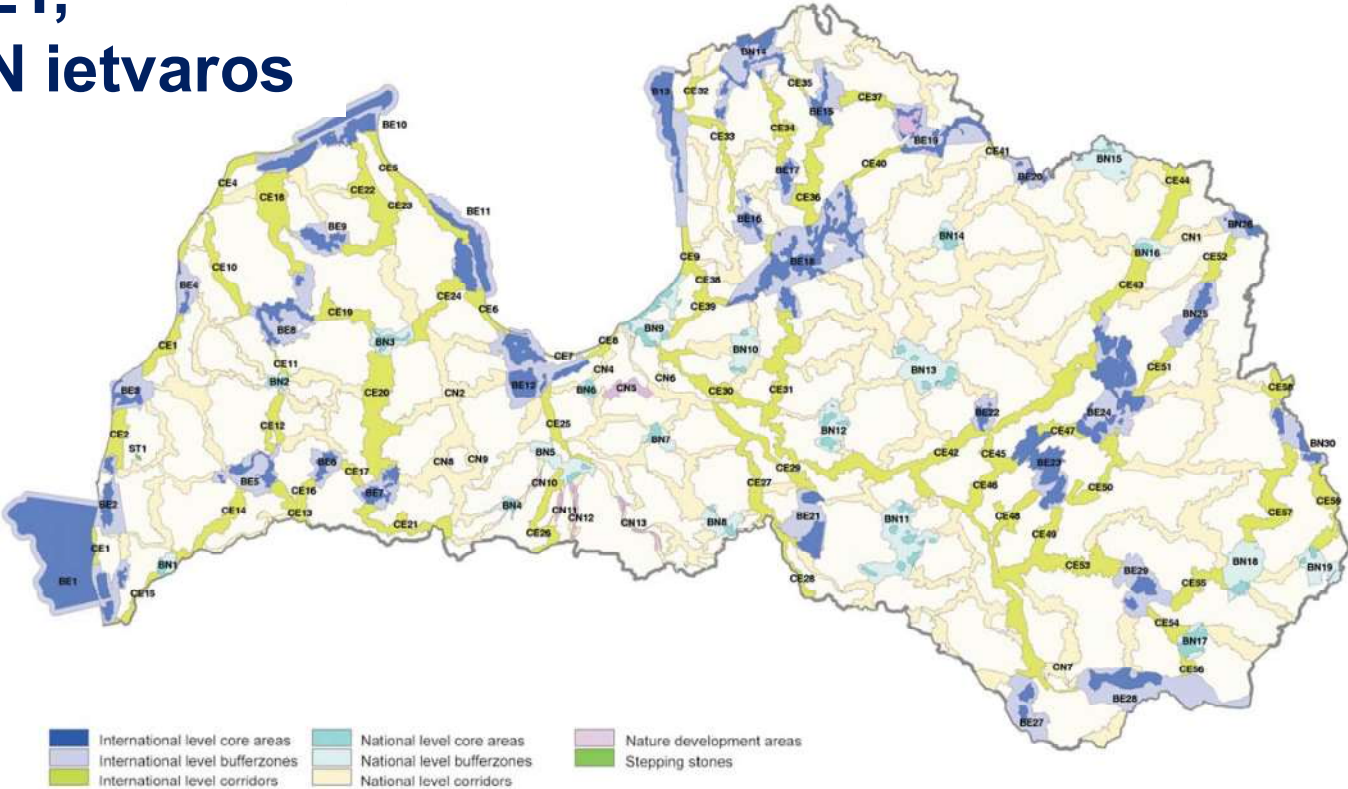 N ietvaros
BN14
B13
CE32
CE35
CE37
BE15
BE10
CE33
CE34
BE19
CE41
CE5
BE17
CE40
BE20
BN15
CE4
CE22
CE18
CE44
CE36
CE23
BE11
BE16
BE9
BN14
CN1
BN16
CE52
CE9
BE18
CE10
CE38
BE4
CE43
CE24
CE39
CE6
CE19
BN25
BE8
BN9
BN3
CE1
CE7
CE8
BN10
CE11
CN4
BN2
CN6
BN13
CE51
BE3
CE20
CN2
BE12
BN6
CN5
CE30
CE31
CE58
BE22
BE24
CE12
CE25
CE2
BN12
CE47
ST1
BN7
BN30
BE6
CN8
CN9
BN5
CE42
CE45
BE23
CE17
CE29
BE5
CN10
CE27
CE46
CE50
CE16
BE7
BE2
CE14
BN4
CN11
CE59
CE13
CN12
CE57
CE21
CN13
BN8
BE21
BN11
CE48
CE26
CE49
CE1
BN1
CE53
BN18
BE29
BN19
BE1
CE28
CE55
CE15
CE54
BN17
CN7
CE56
BE28
BE27
International level core areas
International level bufferzones
International level corridors
National level core areas
National level bufferzones
National level corridors
Nature development areas
Stepping stones